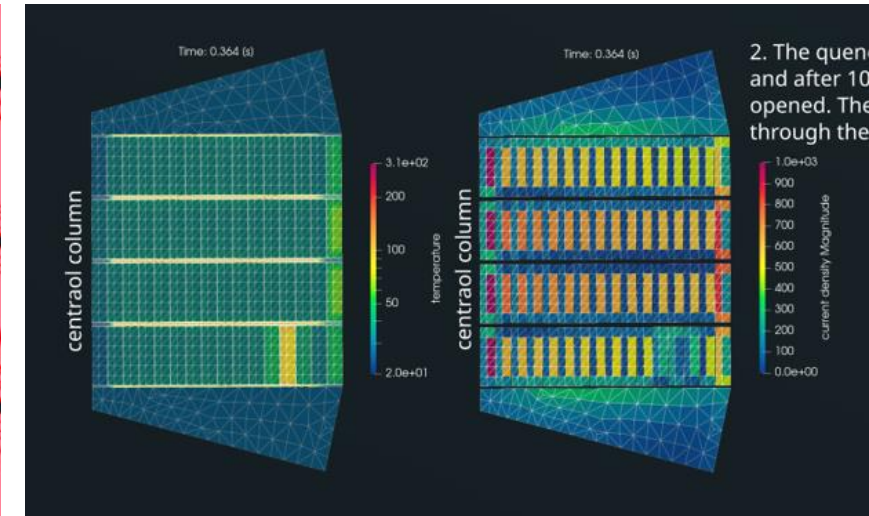 Time: 0.364 (s)
centraol column
3.1e+02
200
100
50
2.0e+01
temperature
Time: 0.364 (s)
centraol column
1.0e+03
900
800
700
600
500
400
300
200
100
0.0e+00
current density Magnitude
2. The quenc
and after 10
opened. The
through the